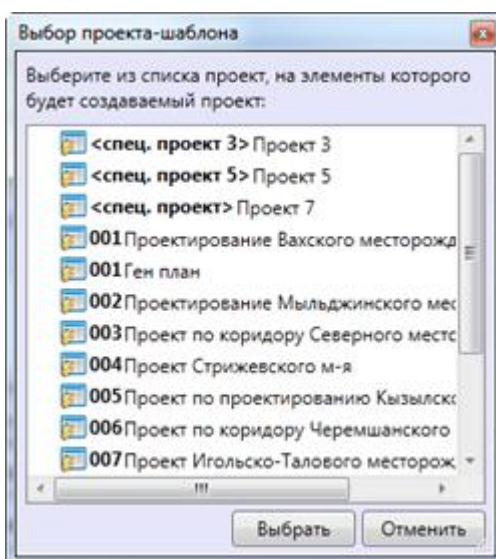 Выбор проекта-шаблона
Выберите из списка проект, на элементы которого
будет создаваемый проект:
<спец. проект 3> Проект 3
<спец. проект 5> Проект 5
<спец. проект> Проект 7
001 Проектирование Вахского месторожд
001 Ген план
002 Проектирование Мыльджинского мес
003 Проект по коридору Северного местс
004 Проект Стрижевского м-я
005 Проект по проектированию Кызылскс
006 Проект по коридору Черемшанского
007 Проект Игольско-Талового месторож
Выбрать Отменить